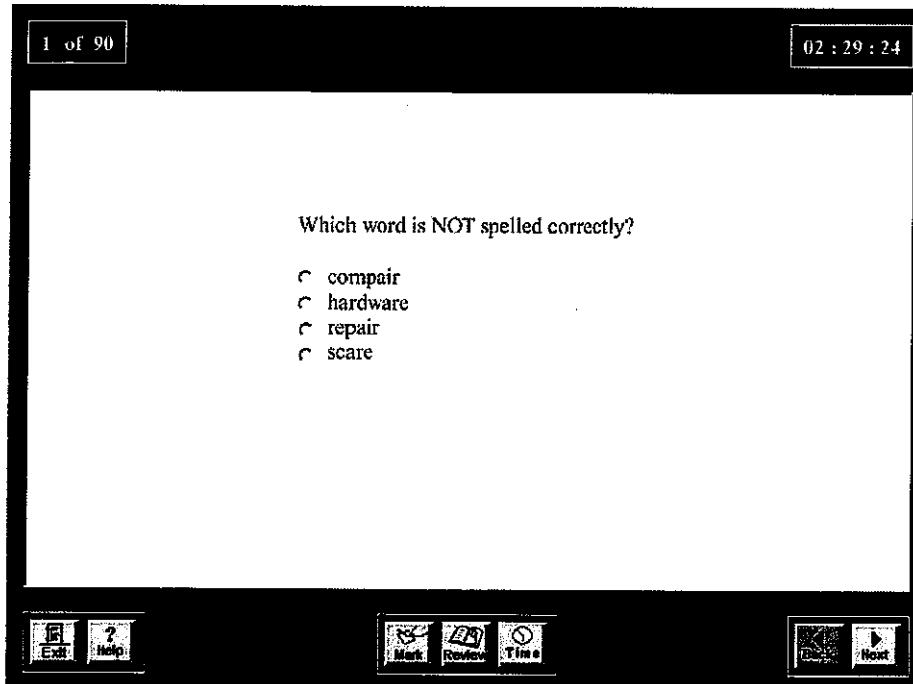 1 of 90
02 : 29 : 24
Which word is NOT spelled correctly?
compair
hardware
repair
scare
Exit
? Help
Mark
Review
Time
Next